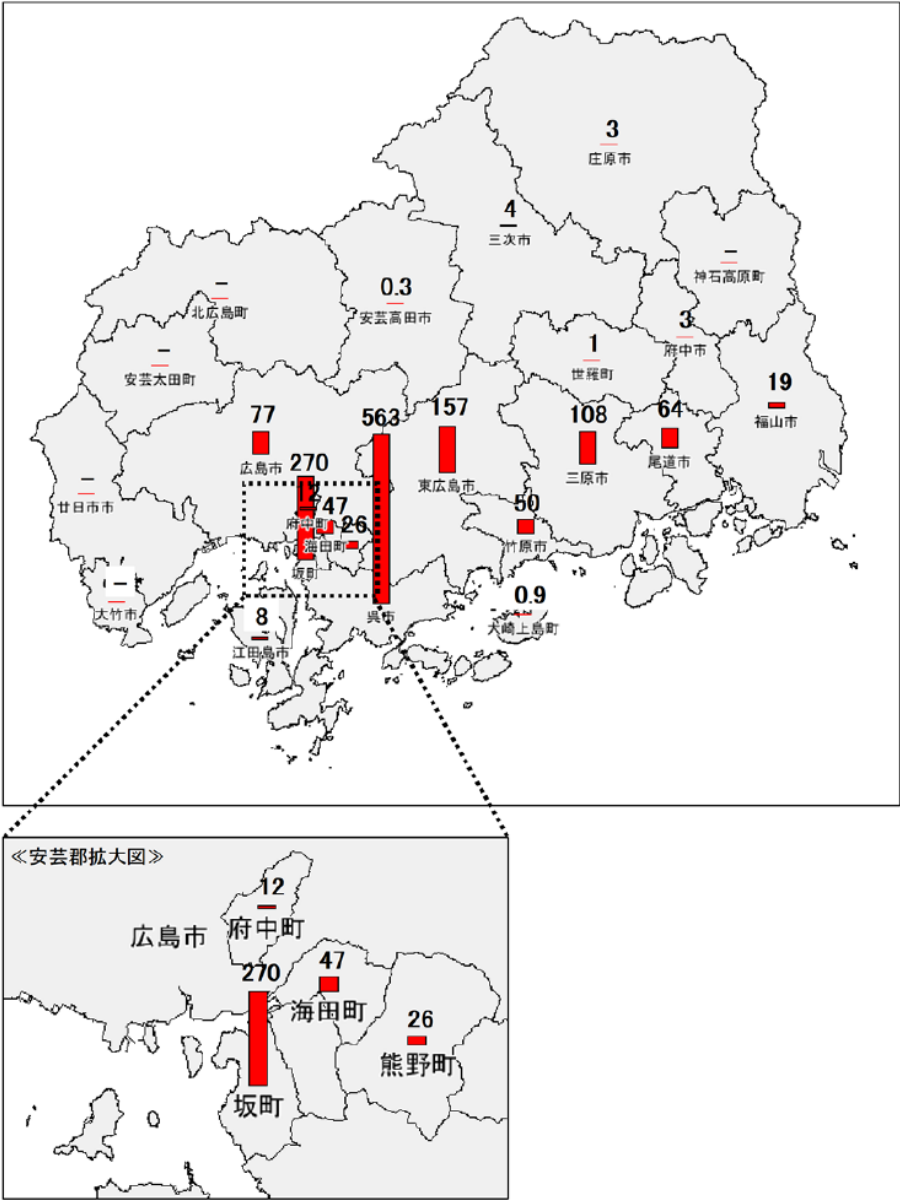 3
庄原市
4
三次市
–
神石高原町
–
北広島町
0.3
安芸高田市
3
府中市
1
世羅町
–
安芸太田町
19
福山市
77
広島市
563
呉市
157
東広島市
108
三原市
64
尾道市
270
坂町
12
府中町
47
海田町
26
–
廿日市市
50
竹原市
–
大竹市
8
江田島市
0.9
大崎上島町
≪安芸郡拡大図≫
12
府中町
広島市
270
坂町
47
海田町
26
熊野町